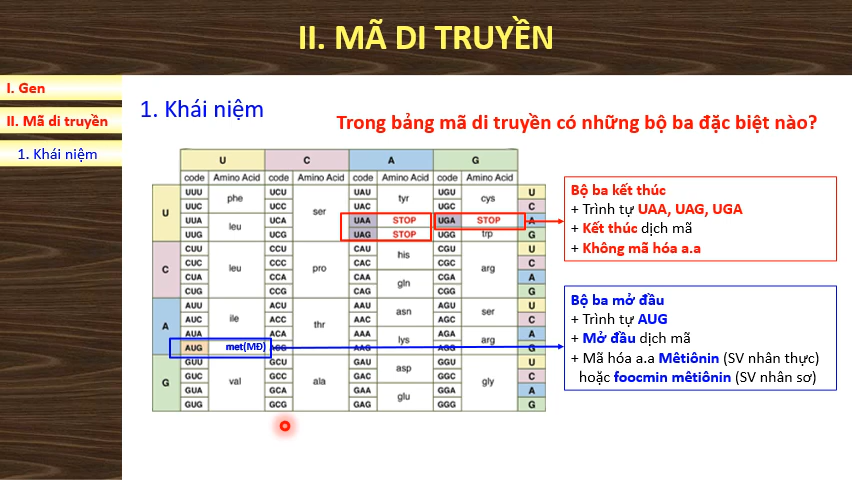 II. MÃ DI TRUYỀN
I. Gen
II. Mã di truyền
1. Khái niệm
1. Khái niệm
Trong bảng mã di truyền có những bộ ba đặc biệt nào?
U C A G
code Amino Acid code Amino Acid code Amino Acid code Amino Acid
U
UUU phe UCU ser UAU tyr UGU cys U
UUC UCC UAC UGC C
UUA leu UCA UAA STOP UGA STOP A
UUG UCG UAG STOP UGG trp G
C
CUU leu CCU pro CAU his CGU arg U
CUC CCC CAC CGC C
CUA CCA CAA gln CGA A
CUG CCG CAG CGG G
A
AUU ile ACU thr AAU asn AGU ser U
AUC ACC AAC AGC C
AUA ACA AAA lys AGA arg A
AUG met(MĐ) G
G
GUU val GCU ala GAU asp GGU gly U
GUC GCC GAC GGC C
GUA GCA GAA glu GGA A
GUG GCG GAG GGG G
Bộ ba kết thúc
+ Trình tự UAA, UAG, UGA
+ Kết thúc dịch mã
+ Không mã hóa a.a
Bộ ba mở đầu
+ Trình tự AUG
+ Mở đầu dịch mã
+ Mã hóa a.a Mêtiônin (SV nhân thực)
hoặc foocmin mêtiônin (SV nhân sơ)